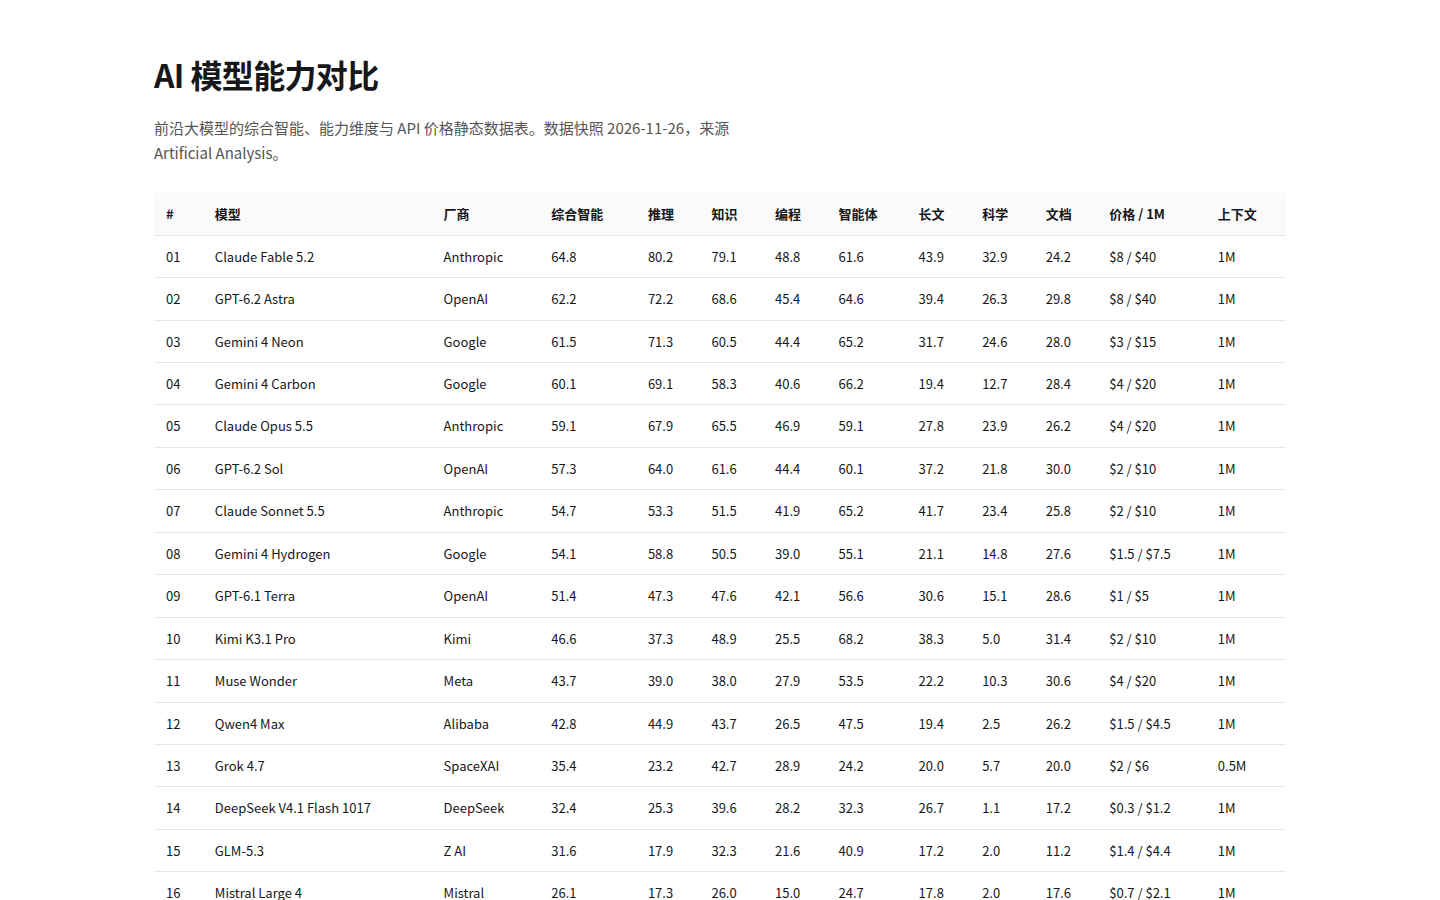 AI 模型能力对比
前沿大模型的综合智能、能力维度与 API 价格静态数据表。数据快照 2026-11-26，来源
Artificial Analysis。
# 模型 厂商 综合智能 推理 知识 编程 智能体 长文 科学 文档 价格 / 1M 上下文
01 Claude Fable 5.2 Anthropic 64.8 80.2 79.1 48.8 61.6 43.9 32.9 24.2 $8 / $40 1M
02 GPT-6.2 Astra OpenAI 62.2 72.2 68.6 45.4 64.6 39.4 26.3 29.8 $8 / $40 1M
03 Gemini 4 Neon Google 61.5 71.3 60.5 44.4 65.2 31.7 24.6 28.0 $3 / $15 1M
04 Gemini 4 Carbon Google 60.1 69.1 58.3 40.6 66.2 19.4 12.7 28.4 $4 / $20 1M
05 Claude Opus 5.5 Anthropic 59.1 67.9 65.5 46.9 59.1 27.8 23.9 26.2 $4 / $20 1M
06 GPT-6.2 Sol OpenAI 57.3 64.0 61.6 44.4 60.1 37.2 21.8 30.0 $2 / $10 1M
07 Claude Sonnet 5.5 Anthropic 54.7 53.3 51.5 41.9 65.2 41.7 23.4 25.8 $2 / $10 1M
08 Gemini 4 Hydrogen Google 54.1 58.8 50.5 39.0 55.1 21.1 14.8 27.6 $1.5 / $7.5 1M
09 GPT-6.1 Terra OpenAI 51.4 47.3 47.6 42.1 56.6 30.6 15.1 28.6 $1 / $5 1M
10 Kimi K3.1 Pro Kimi 46.6 37.3 48.9 25.5 68.2 38.3 5.0 31.4 $2 / $10 1M
11 Muse Wonder Meta 43.7 39.0 38.0 27.9 53.5 22.2 10.3 30.6 $4 / $20 1M
12 Qwen4 Max Alibaba 42.8 44.9 43.7 26.5 47.5 19.4 2.5 26.2 $1.5 / $4.5 1M
13 Grok 4.7 SpaceXAI 35.4 23.2 42.7 28.9 24.2 20.0 5.7 20.0 $2 / $6 0.5M
14 DeepSeek V4.1 Flash 1017 DeepSeek 32.4 25.3 39.6 28.2 32.3 26.7 1.1 17.2 $0.3 / $1.2 1M
15 GLM-5.3 Z AI 31.6 17.9 32.3 21.6 40.9 17.2 2.0 11.2 $1.4 / $4.4 1M
16 Mistral Large 4 Mistral 26.1 17.3 26.0 15.0 24.7 17.8 2.0 17.6 $0.7 / $2.1 1M